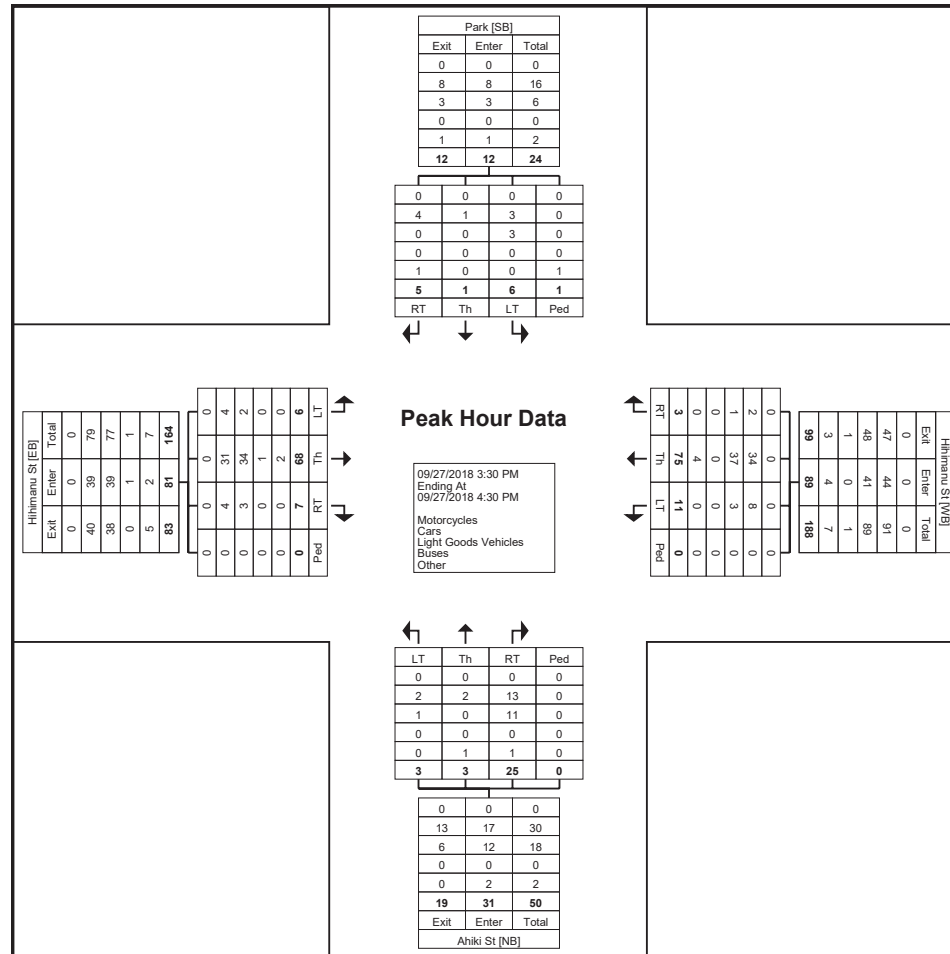 Park [SB]
Exit Enter Total
0 0 0
8 8 16
3 3 6
0 0 0
1 1 2
12 12 24
0 0 0 0
4 1 3 0
0 0 3 0
0 0 0 0
1 0 0 1
5 1 6 1
RT Th LT Ped
Hihimanu St [EB]
Total 0 79 77 1 7 164
Enter 0 39 39 1 2 81
Exit 0 40 38 0 5 83
0 4 2 0 0 6 LT
0 31 34 1 2 68 Th
0 4 3 0 0 7 RT
0 0 0 0 0 0 Ped
Peak Hour Data
09/27/2018 3:30 PM
Ending At
09/27/2018 4:30 PM
Motorcycles
Cars
Light Goods Vehicles
Buses
Other
RT 3 0 0 1 2 0
Th 75 4 0 37 34 0
LT 11 0 0 3 8 0
Ped 0 0 0 0 0 0
99 3 1 48 47 0 Exit
89 4 0 41 44 0 Enter
188 7 1 89 91 0 Total
Hihimanu St [WB]
LT Th RT Ped
0 0 0 0
2 2 13 0
1 0 11 0
0 0 0 0
0 1 1 0
3 3 25 0
0 0 0
13 17 30
6 12 18
0 0 0
0 2 2
19 31 50
Exit Enter Total
Ahiki St [NB]